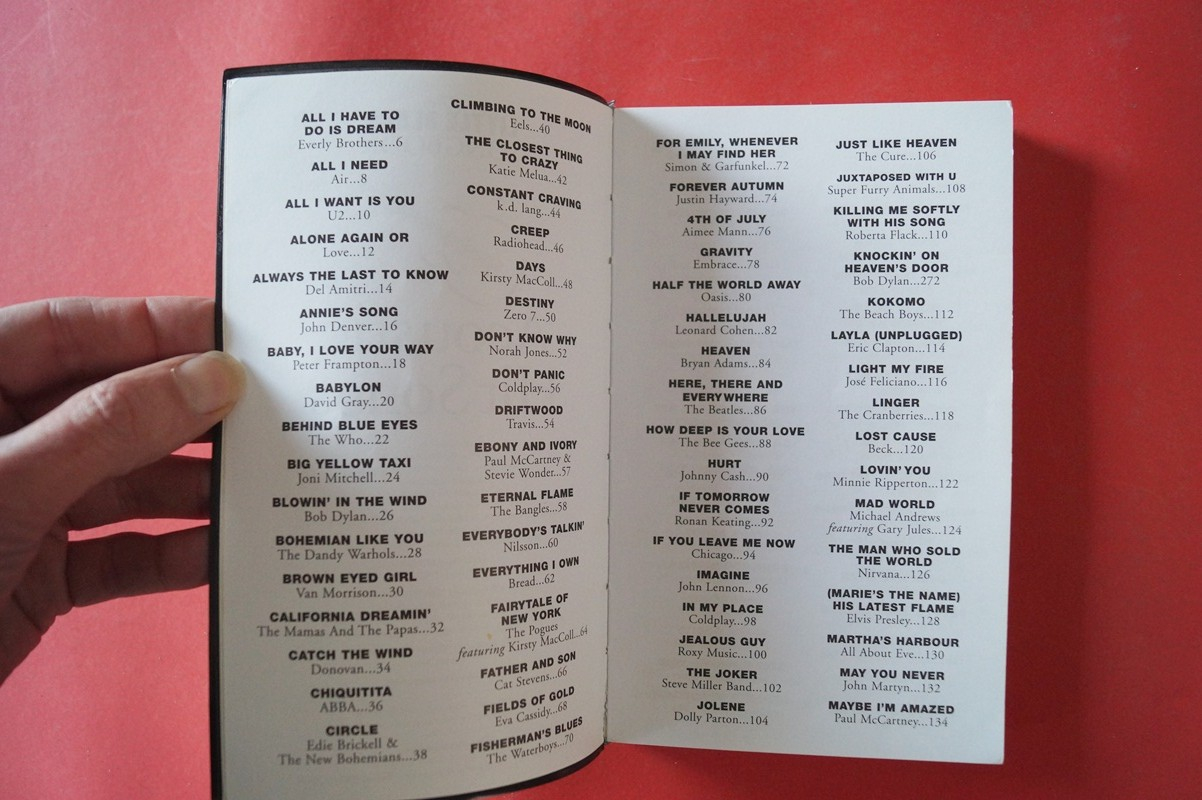 ALL I HAVE TO
DO IS DREAM
Everly Brothers...6
ALL I NEED
Air...8
ALL I WANT IS YOU
U2...10
ALONE AGAIN OR
Love...12
ALWAYS THE LAST TO KNOW
Del Amitri...14
ANNIE'S SONG
John Denver...16
BABY, I LOVE YOUR WAY
Peter Frampton...18
BABYLON
David Gray...20
BEHIND BLUE EYES
The Who...22
BIG YELLOW TAXI
Joni Mitchell...24
BLOWIN' IN THE WIND
Bob Dylan...26
BOHEMIAN LIKE YOU
The Dandy Warhols...28
BROWN EYED GIRL
Van Morrison...30
CALIFORNIA DREAMIN'
The Mamas And The Papas...32
CATCH THE WIND
Donovan...34
CHIQUITITA
ABBA...36
CIRCLE
Edie Brickell &
The New Bohemians...38
CLIMBING TO THE MOON
Eels...40
THE CLOSEST THING
TO CRAZY
Katie Melua...42
CONSTANT CRAVING
k.d. lang...44
CREEP
Radiohead...46
DAYS
Kirsty MacColl...48
DESTINY
Zero 7...50
DON'T KNOW WHY
Norah Jones...52
DON'T PANIC
Coldplay...56
DRIFTWOOD
Travis...54
EBONY AND IVORY
Paul McCartney &
Stevie Wonder...57
ETERNAL FLAME
The Bangles...58
EVERYBODY'S TALKIN'
Nilsson...60
EVERYTHING I OWN
Bread...62
FAIRYTALE OF
NEW YORK
The Pogues
featuring Kirsty MacColl...64
FATHER AND SON
Cat Stevens...66
FIELDS OF GOLD
Eva Cassidy...68
FISHERMAN'S BLUES
The Waterboys...70
FOR EMILY, WHENEVER
I MAY FIND HER
Simon & Garfunkel...72
FOREVER AUTUMN
Justin Hayward...74
4TH OF JULY
Aimee Mann...76
GRAVITY
Embrace...78
HALF THE WORLD AWAY
Oasis...80
HALLELUJAH
Leonard Cohen...82
HEAVEN
Bryan Adams...84
HERE, THERE AND
EVERYWHERE
The Beatles...86
HOW DEEP IS YOUR LOVE
The Bee Gees...88
HURT
Johnny Cash...90
IF TOMORROW
NEVER COMES
Ronan Keating...92
IF YOU LEAVE ME NOW
Chicago...94
IMAGINE
John Lennon...96
IN MY PLACE
Coldplay...98
JEALOUS GUY
Roxy Music...100
THE JOKER
Steve Miller Band...102
JOLENE
Dolly Parton...104
JUST LIKE HEAVEN
The Cure...106
JUXTAPOSED WITH U
Super Furry Animals...108
KILLING ME SOFTLY
WITH HIS SONG
Roberta Flack...110
KNOCKIN' ON
HEAVEN'S DOOR
Bob Dylan...272
KOKOMO
The Beach Boys...112
LAYLA (UNPLUGGED)
Eric Clapton...114
LIGHT MY FIRE
José Feliciano...116
LINGER
The Cranberries...118
LOST CAUSE
Beck...120
LOVIN' YOU
Minnie Ripperton...122
MAD WORLD
Michael Andrews
featuring Gary Jules...124
THE MAN WHO SOLD
THE WORLD
Nirvana...126
(MARIE'S THE NAME)
HIS LATEST FLAME
Elvis Presley...128
MARTHA'S HARBOUR
All About Eve...130
MAY YOU NEVER
John Martyn...132
MAYBE I'M AMAZED
Paul McCartney...134